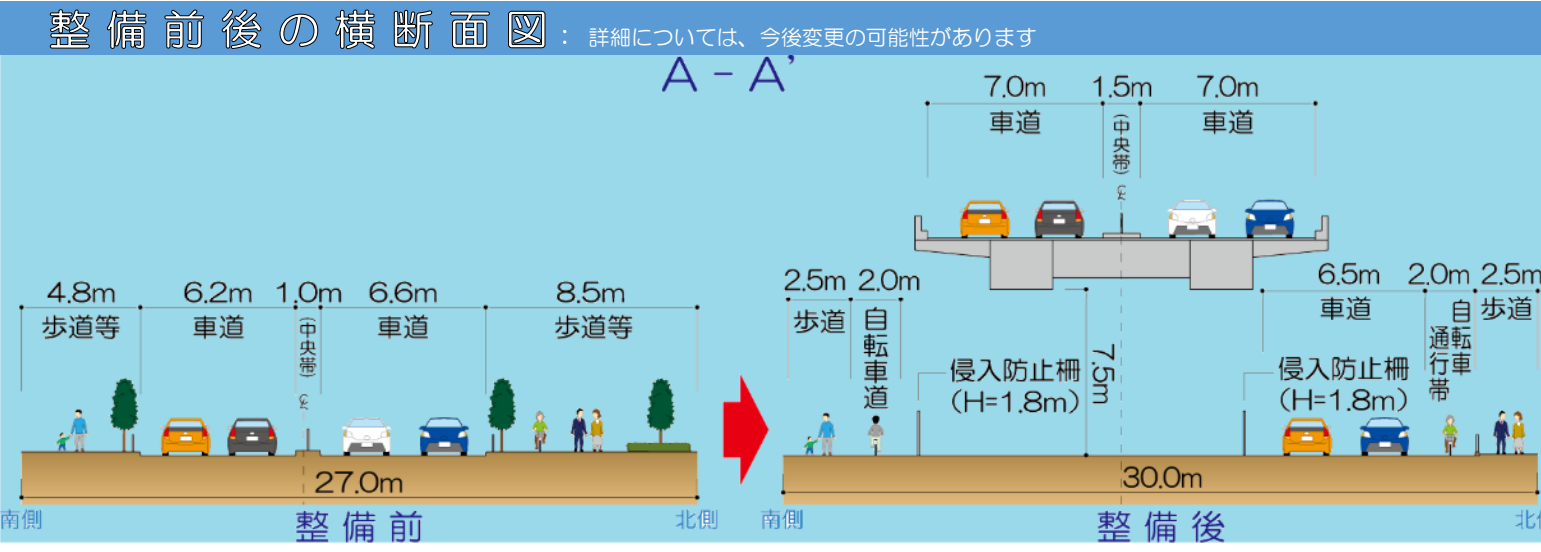 整備前後の横断面図：詳細については、今後変更の可能性があります
A－A’
4.8m 6.2m 1.0m 6.6m 8.5m
歩道等 車道 (中央帯) 車道 歩道等
℄
27.0m
南側 整備前 北側
7.0m 1.5m 7.0m
車道 (中央帯) 車道
℄
2.5m 2.0m 6.5m 2.0m 2.5m
歩道 自転車道 車道 自転車通行帯 歩道
7.5m
侵入防止柵 侵入防止柵
(H=1.8m) (H=1.8m)
30.0m
南側 整備後 北